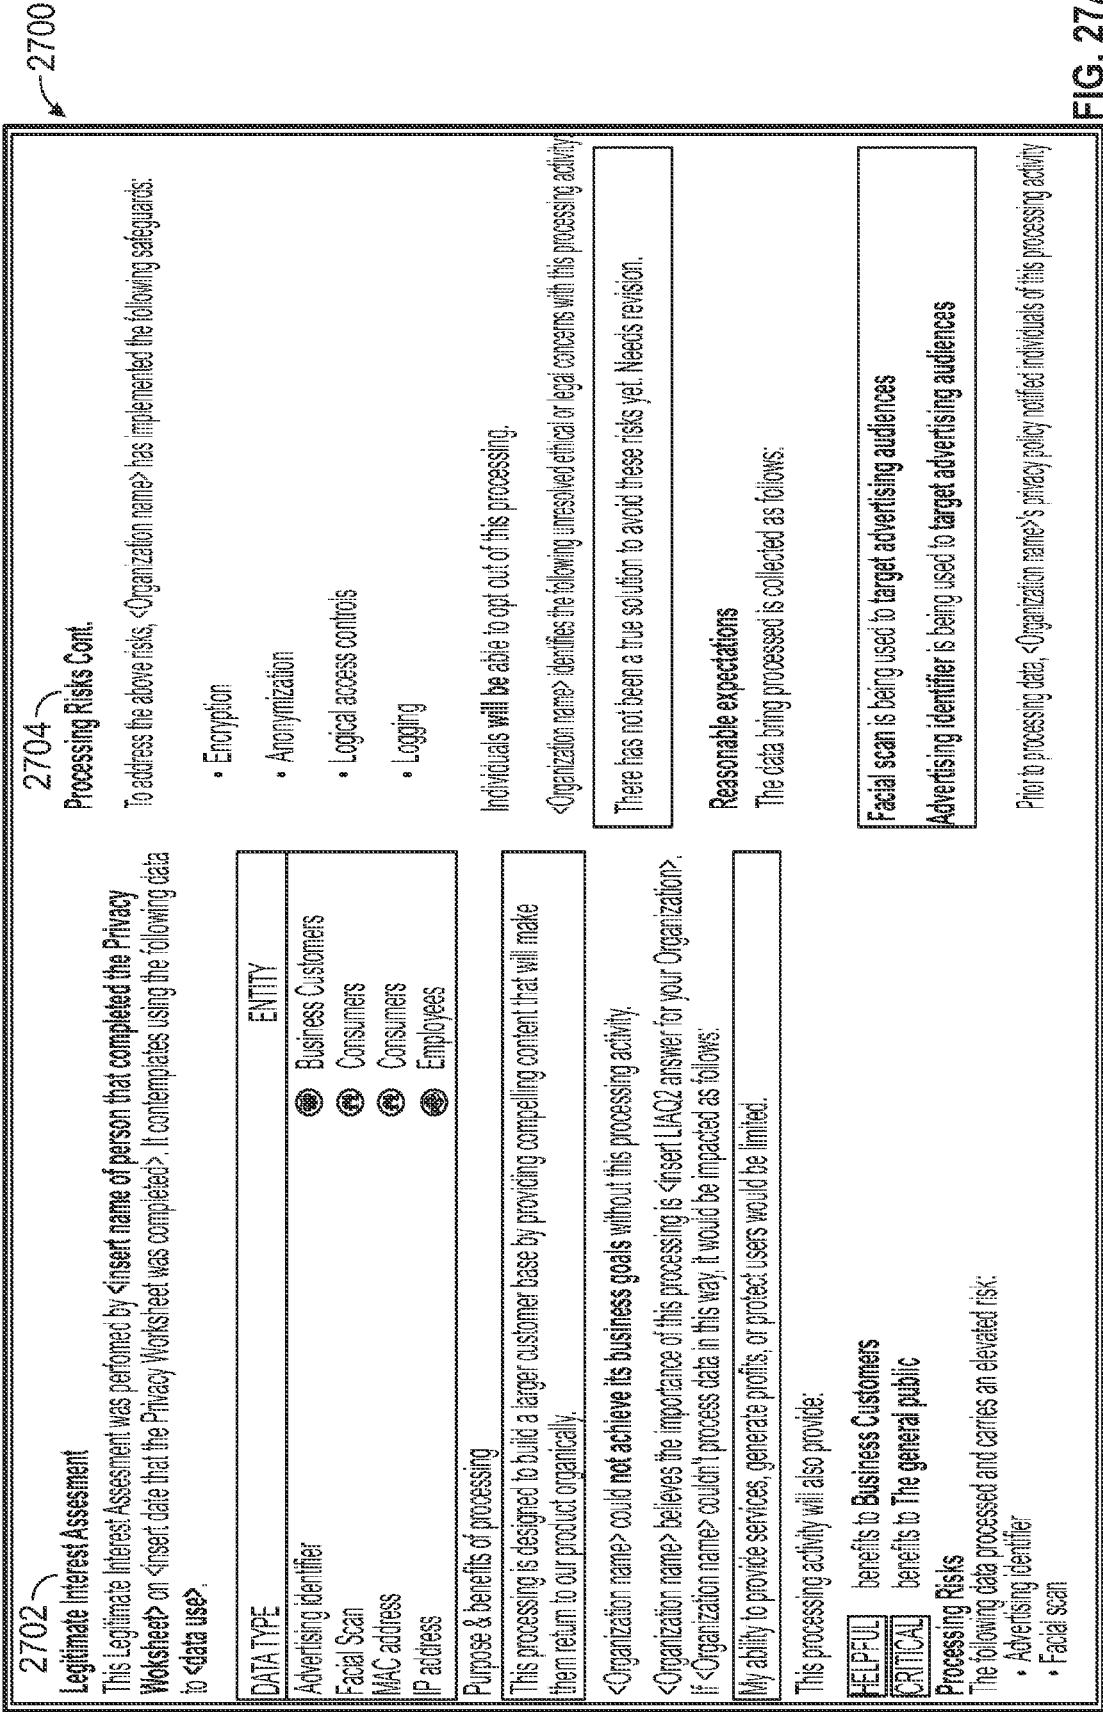 2700
2702
Legitimate Interest Assesment
This Legitimate Interest Assesment was perfomed by <insert name of person that completed the Privacy
Woksheet> on <insert date that the Privacy Worksheet was completed>. It contemplates using the following data
to <data use>.
DATA TYPE ENTITY
Advertising Identifier Business Customers
Facial Scan Consumers
MAC address Consumers
IP address Employees
Purpose & benefits of processing
This processing is designed to build a larger customer base by providing compelling content that will make
them return to our product organically.
<Organization name> could not achieve its business goals without this processing activity.
<Organization name> believes the importance of this processing is <insert LIAQ2 answer for your Organization>.
If <Organization name> couldn't process data in this way, it would be impacted as follows:
My ability to provide services, generate profits, or protect users would be limited.
This processing activity will also provide:
HELPFUL benefits to Business Customers
CRITICAL benefits to The general public
Processing Risks
The following data processed and carries an elevated risk:
• Advertising identifier
• Facial scan
2704
Processing Risks Cont.
To address the above risks, <Organization name> has implemented the following safeguards:
• Encryption
• Anonymization
• Logical access controls
• Logging
Individuals will be able to opt out of this processing.
<Organization name> identifies the following unresolved ethical or legal concerns with this processing activity
There has not been a true solution to avoid these risks yet. Needs revision.
Reasonable expectations
The data bring processed is collected as follows:
Facial scan is being used to target advertising audiences
Advertising identifier is being used to target advertising audiences
Prior to processing data, <Organization name>'s privacy policy notified individuals of this processing activity
FIG. 27A